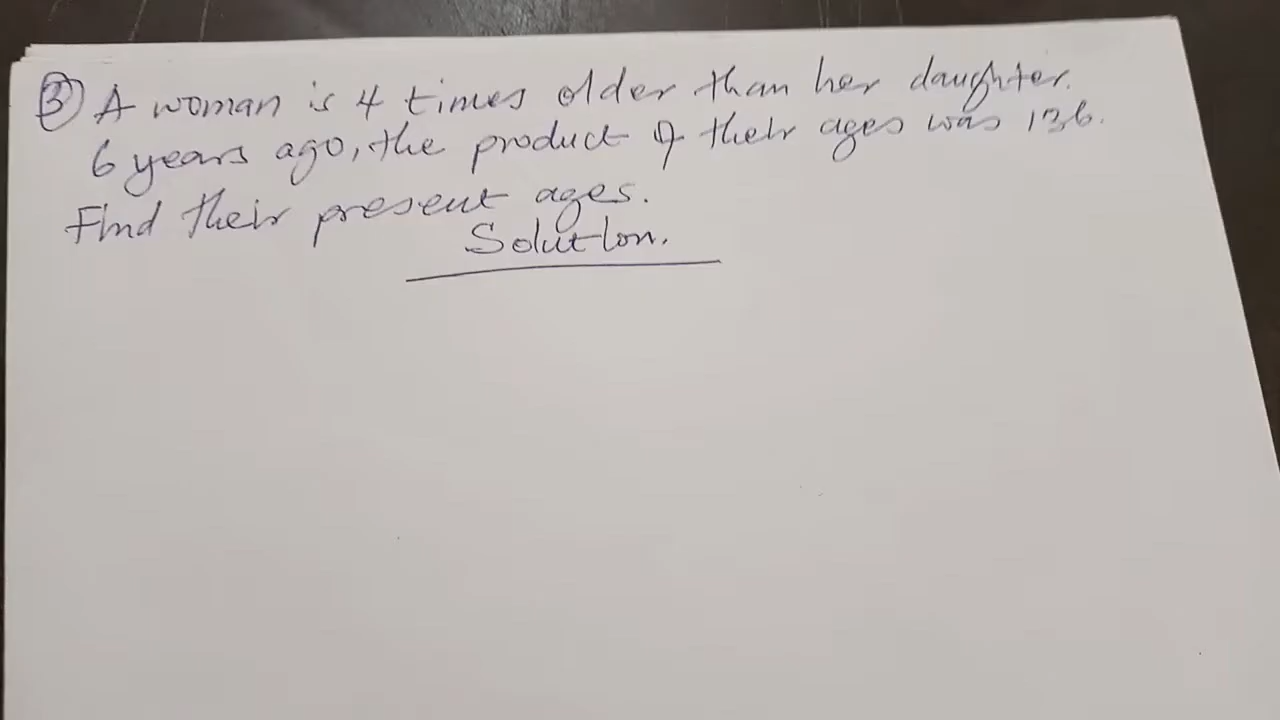 ③ A woman is 4 times older than her daughter.
6 years ago, the product of their ages was 136.
Find their present ages.
Solution.